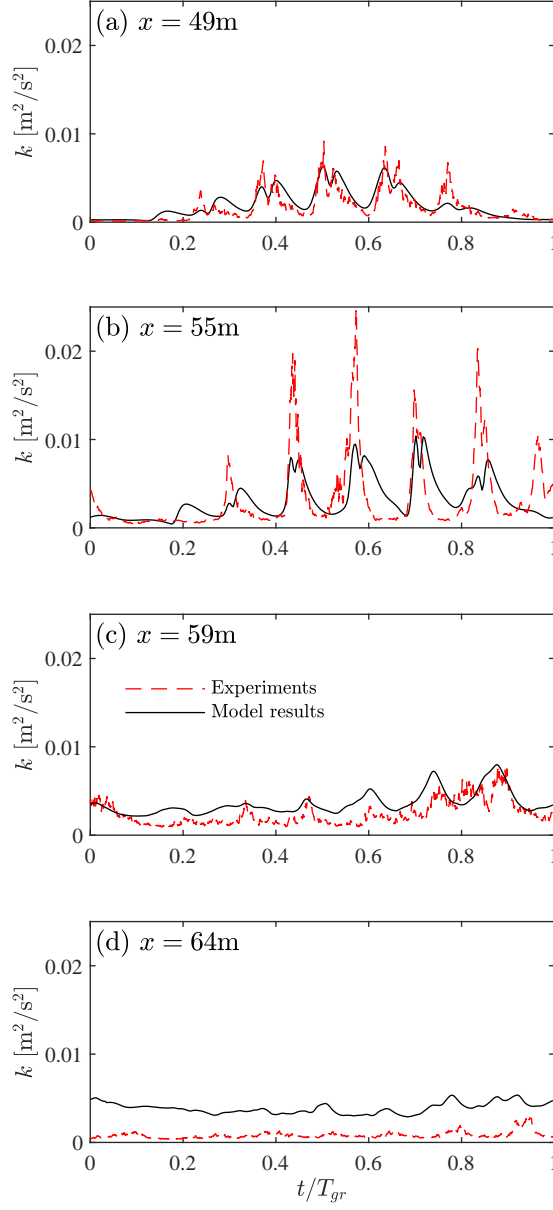 (a) x = 49m
k [m²/s²]
0.02
0.01
0
0 0.2 0.4 0.6 0.8 1
(b) x = 55m
k [m²/s²]
0.02
0.01
0
0 0.2 0.4 0.6 0.8 1
(c) x = 59m
k [m²/s²]
0.02
Experiments
Model results
0.01
0
0 0.2 0.4 0.6 0.8 1
(d) x = 64m
k [m²/s²]
0.02
0.01
0
0 0.2 0.4 0.6 0.8 1
t/T_{gr}